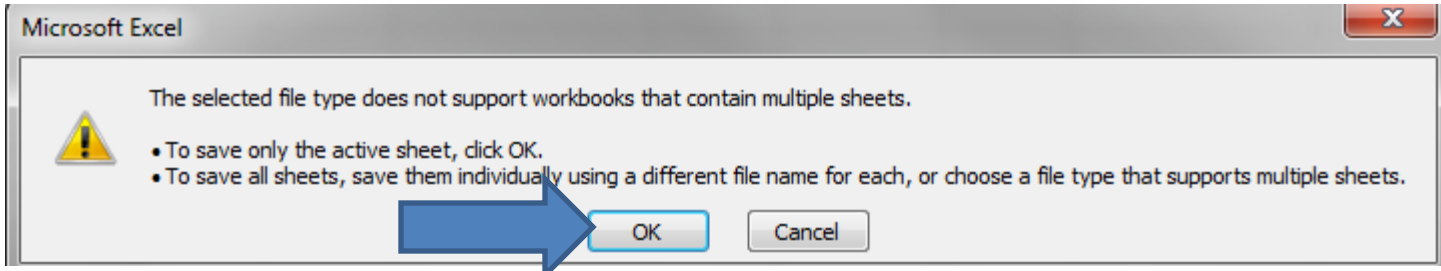 Microsoft Excel
The selected file type does not support workbooks that contain multiple sheets.
• To save only the active sheet, click OK.
• To save all sheets, save them individually using a different file name for each, or choose a file type that supports multiple sheets.
OK Cancel